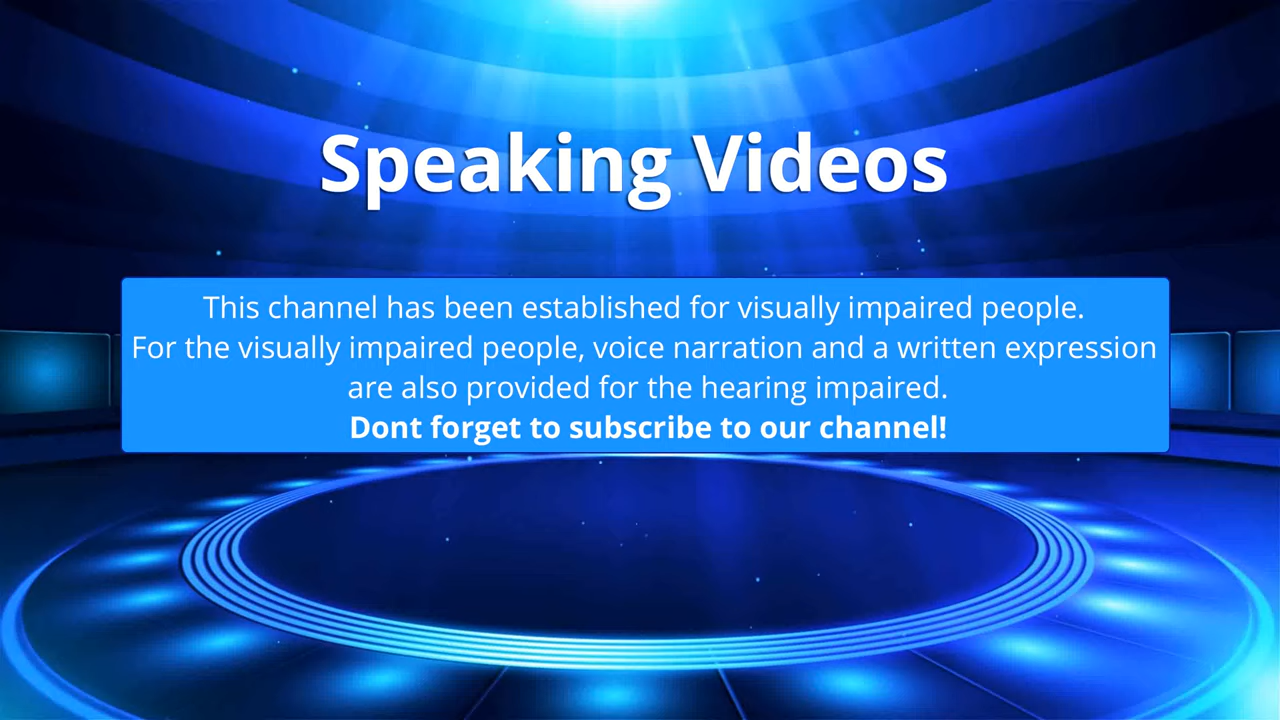 Speaking Videos
This channel has been established for visually impaired people.
For the visually impaired people, voice narration and a written expression
are also provided for the hearing impaired.
Dont forget to subscribe to our channel!